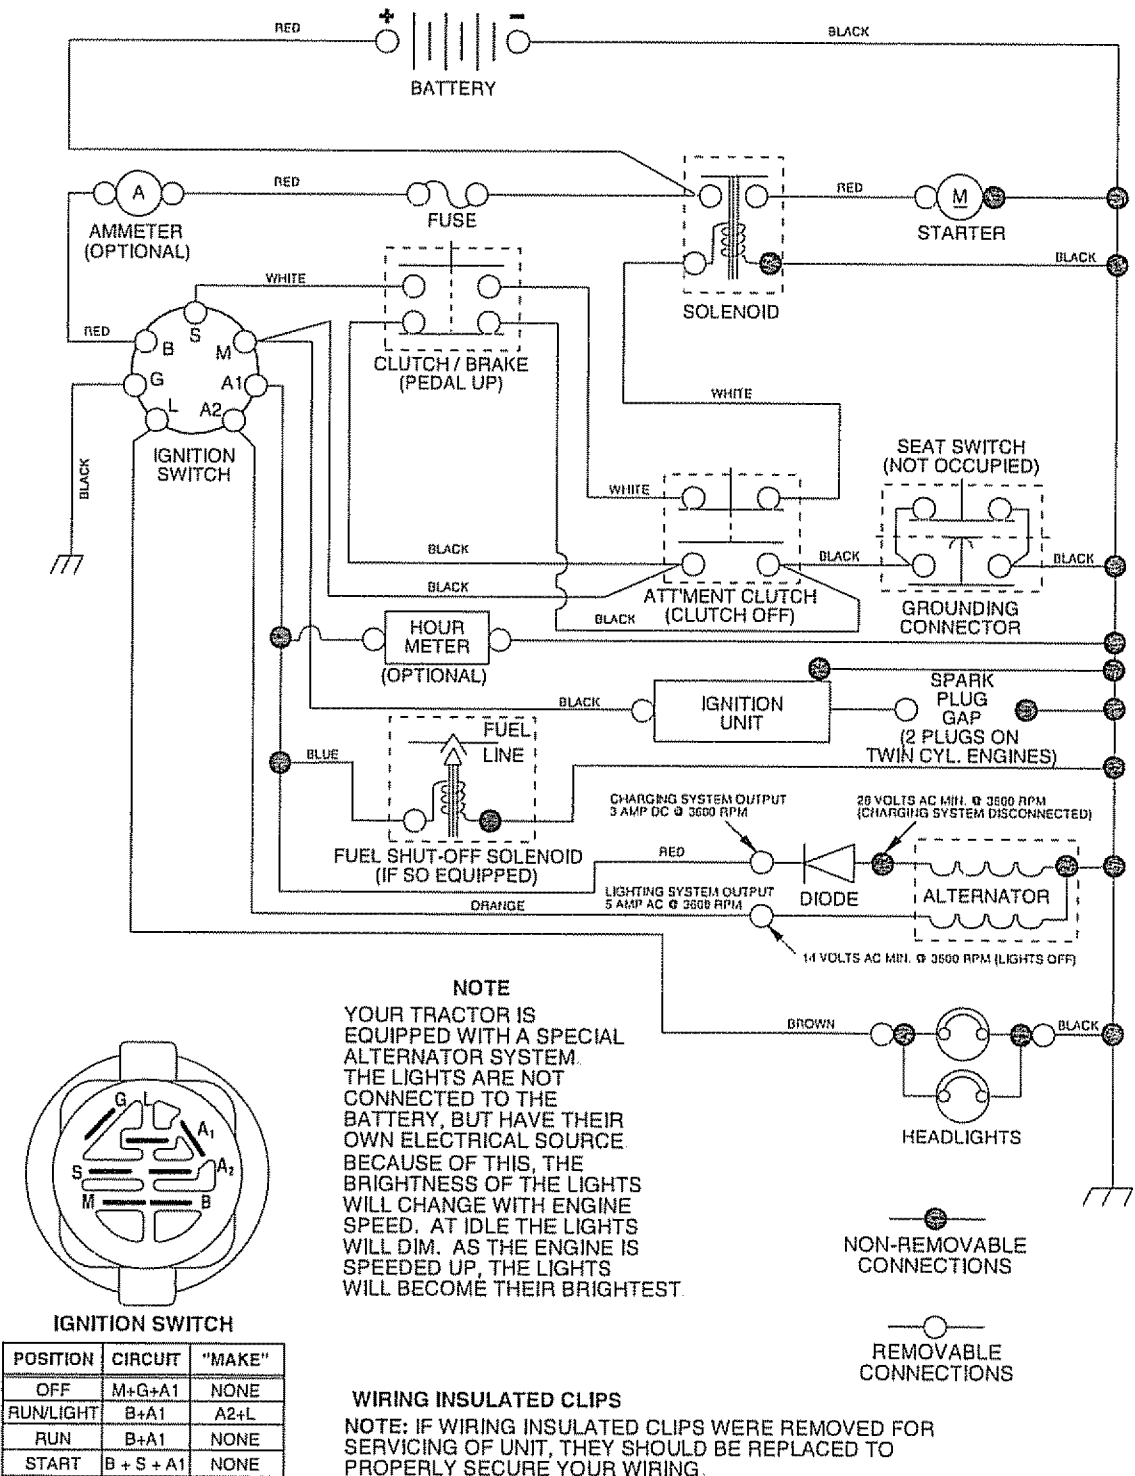 + -
RED
BLACK
BATTERY
A
RED
FUSE
AMMETER
(OPTIONAL)
RED
M
STARTER
BLACK
SOLENOID
WHITE
S
RED
B
M
G
A1
L
A2
IGNITION
SWITCH
BLACK
CLUTCH / BRAKE
(PEDAL UP)
WHITE
SEAT SWITCH
(NOT OCCUPIED)
WHITE
BLACK
BLACK
BLACK
BLACK
ATT'MENT CLUTCH
(CLUTCH OFF)
GROUNDING
CONNECTOR
BLACK
HOUR
METER
(OPTIONAL)
BLACK
IGNITION
UNIT
SPARK
PLUG
GAP
(2 PLUGS ON
TWIN CYL. ENGINES)
BLUE
FUEL
LINE
FUEL SHUT-OFF SOLENOID
(IF SO EQUIPPED)
CHARGING SYSTEM OUTPUT
3 AMP DC @ 3600 RPM
28 VOLTS AC MIN. @ 3600 RPM
(CHARGING SYSTEM DISCONNECTED)
RED
DIODE
ALTERNATOR
ORANGE
LIGHTING SYSTEM OUTPUT
5 AMP AC @ 3600 RPM
14 VOLTS AC MIN. @ 3600 RPM (LIGHTS OFF)
BROWN
BLACK
HEADLIGHTS
NOTE
YOUR TRACTOR IS
EQUIPPED WITH A SPECIAL
ALTERNATOR SYSTEM.
THE LIGHTS ARE NOT
CONNECTED TO THE
BATTERY, BUT HAVE THEIR
OWN ELECTRICAL SOURCE.
BECAUSE OF THIS, THE
BRIGHTNESS OF THE LIGHTS
WILL CHANGE WITH ENGINE
SPEED. AT IDLE THE LIGHTS
WILL DIM. AS THE ENGINE IS
SPEEDED UP, THE LIGHTS
WILL BECOME THEIR BRIGHTEST.
G L
A1
S A2
M B
IGNITION SWITCH
POSITION CIRCUIT "MAKE"
OFF M+G+A1 NONE
RUN/LIGHT B+A1 A2+L
RUN B+A1 NONE
START B + S + A1 NONE
NON-REMOVABLE
CONNECTIONS
REMOVABLE
CONNECTIONS
WIRING INSULATED CLIPS
NOTE: IF WIRING INSULATED CLIPS WERE REMOVED FOR
SERVICING OF UNIT, THEY SHOULD BE REPLACED TO
PROPERLY SECURE YOUR WIRING.